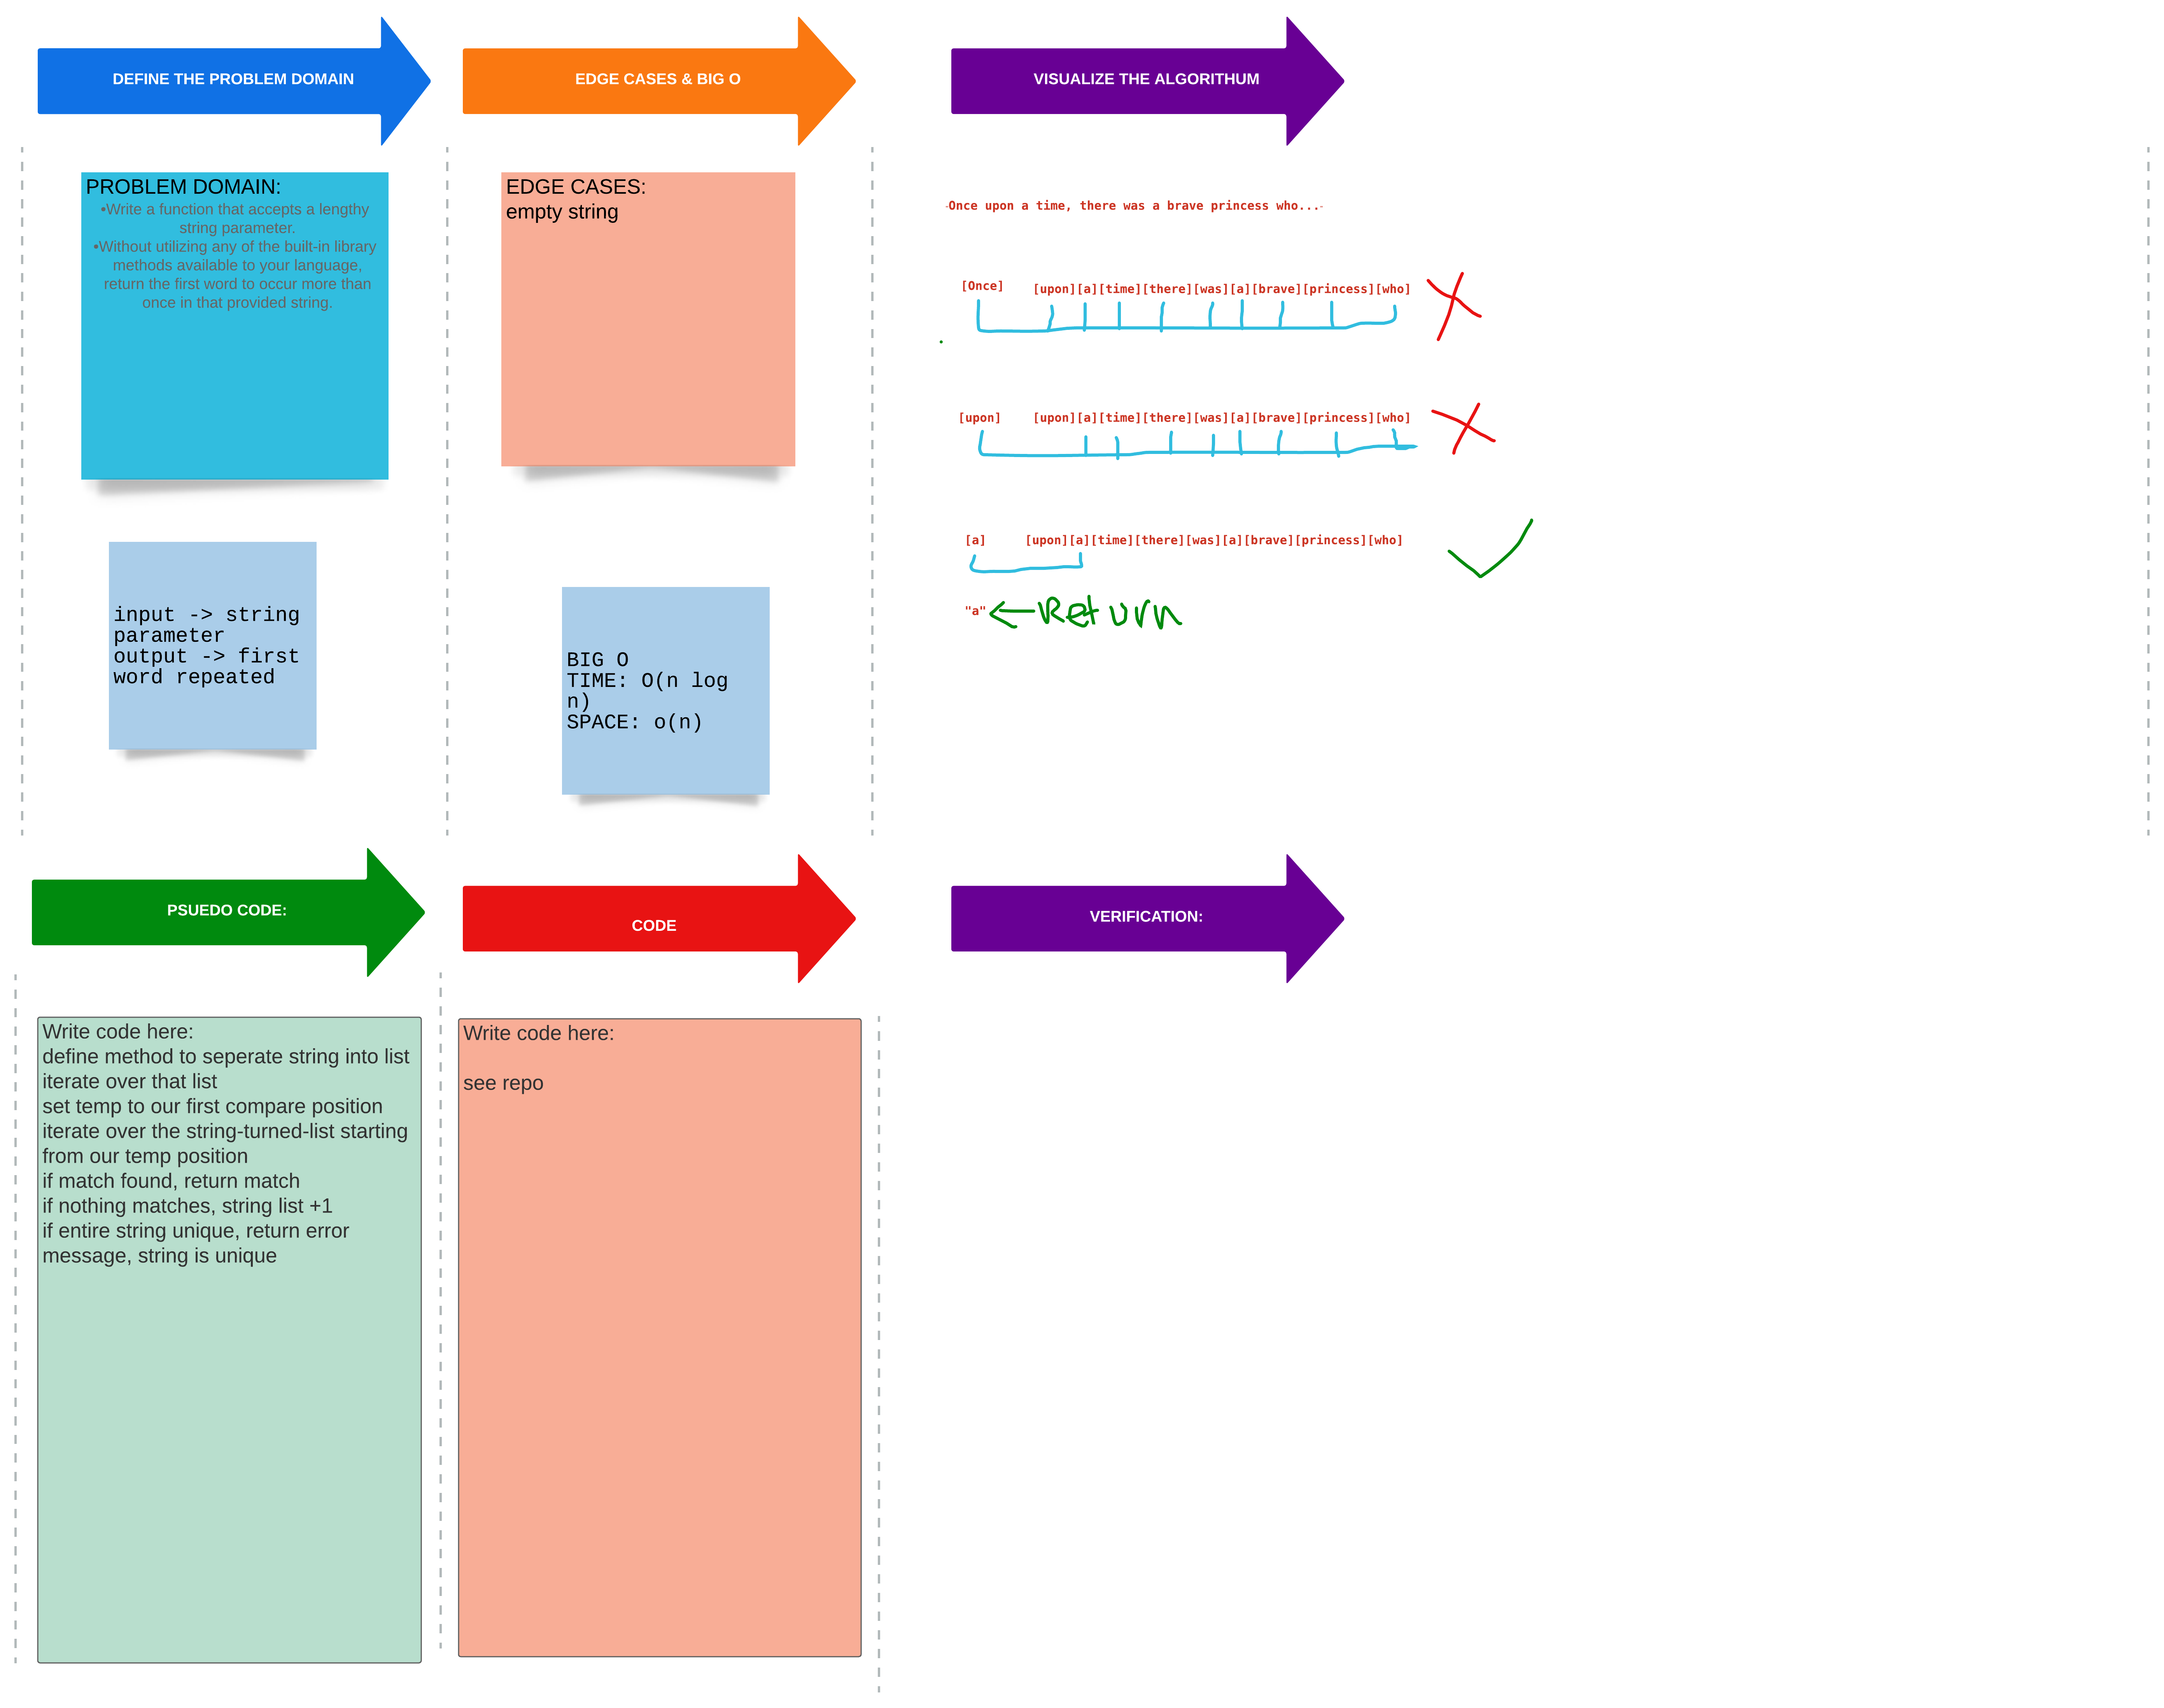 DEFINE THE PROBLEM DOMAIN
EDGE CASES & BIG O
VISUALIZE THE ALGORITHUM
PROBLEM DOMAIN:
•Write a function that accepts a lengthy
string parameter.
•Without utilizing any of the built-in library
methods available to your language,
return the first word to occur more than
once in that provided string.
input -> string
parameter
output -> first
word repeated
EDGE CASES:
empty string
BIG O
TIME: O(n log
n)
SPACE: o(n)
-Once upon a time, there was a brave princess who...-
[Once] [upon][a][time][there][was][a][brave][princess][who]
[upon] [upon][a][time][there][was][a][brave][princess][who]
[a] [upon][a][time][there][was][a][brave][princess][who]
"a" Return
PSUEDO CODE:
CODE
VERIFICATION:
Write code here:
define method to seperate string into list
iterate over that list
set temp to our first compare position
iterate over the string-turned-list starting
from our temp position
if match found, return match
if nothing matches, string list +1
if entire string unique, return error
message, string is unique
Write code here:
see repo